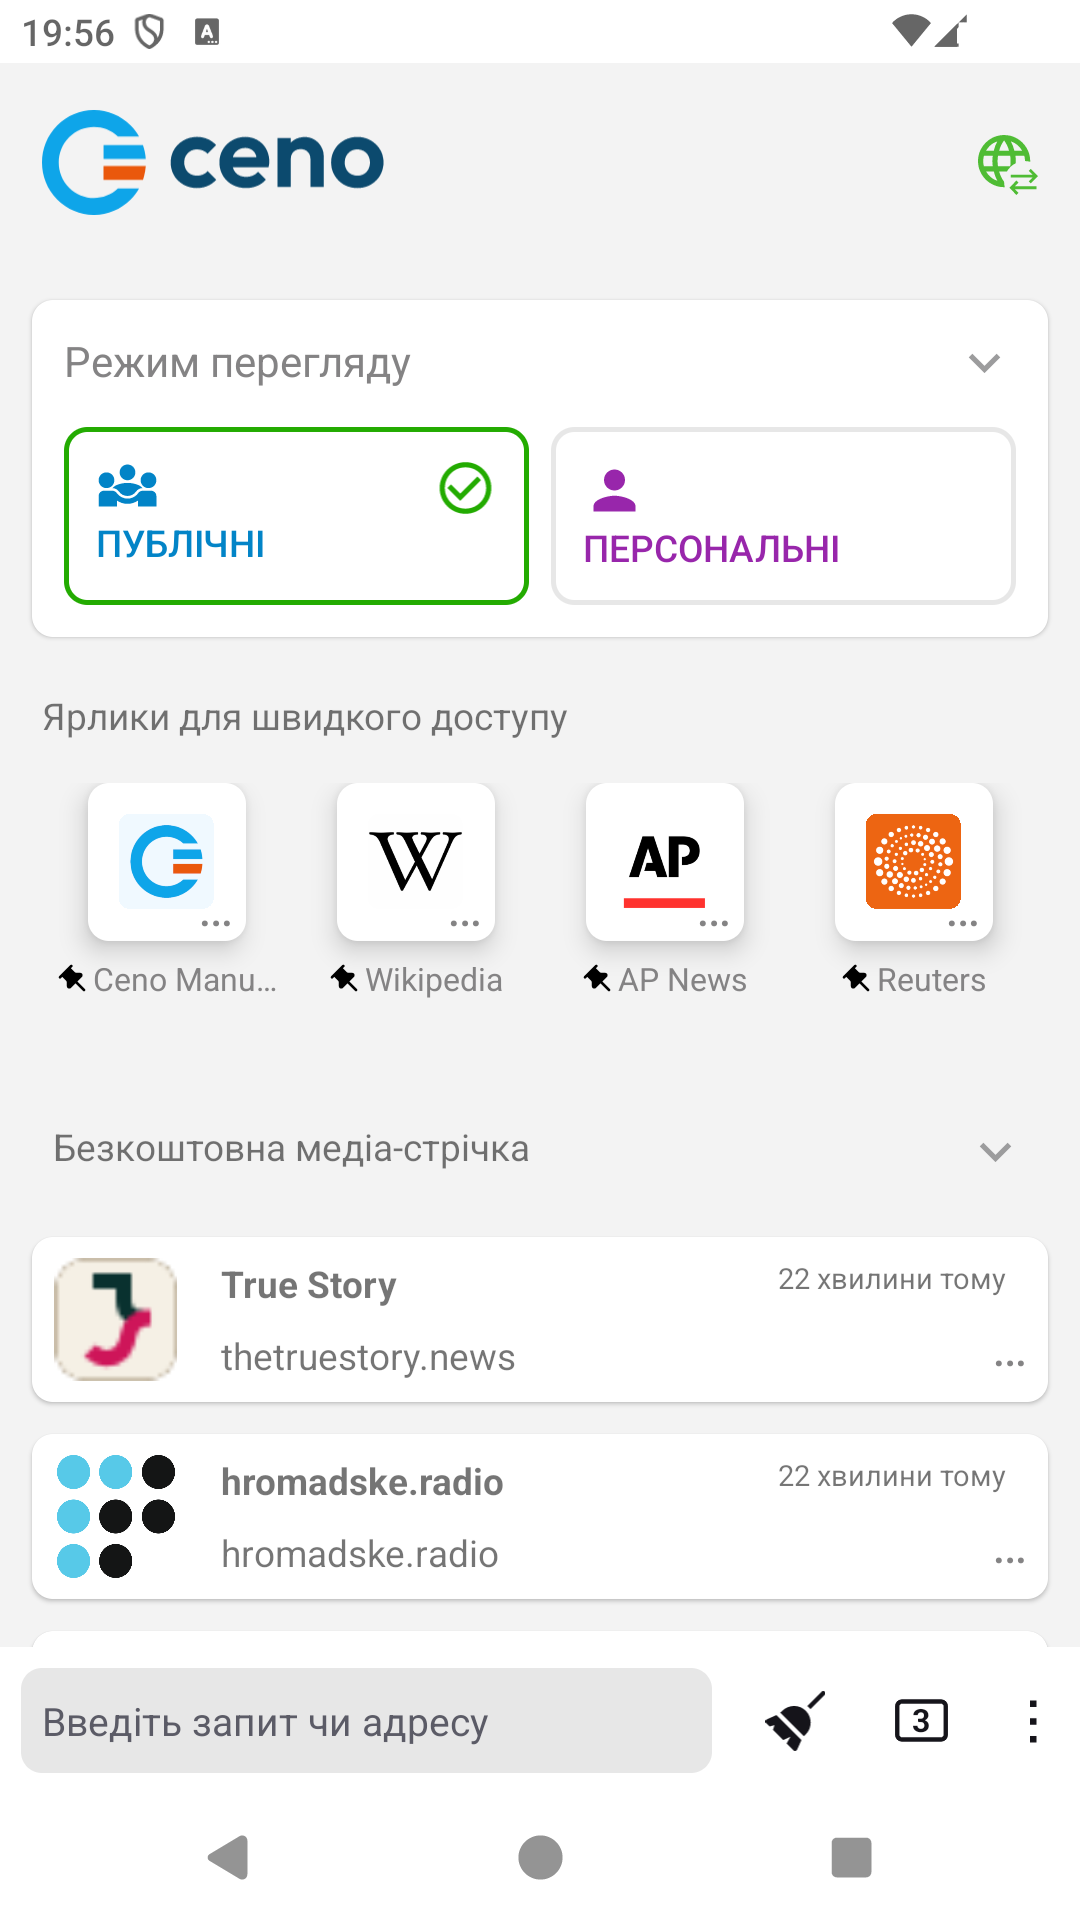 19:56
ceno
Режим перегляду
ПУБЛІЧНІ
ПЕРСОНАЛЬНІ
Ярлики для швидкого доступу
W
AP
Ceno Manu...
Wikipedia
AP News
Reuters
Безкоштовна медіа-стрічка
True Story
22 хвилини тому
thetruestory.news
hromadske.radio
22 хвилини тому
hromadske.radio
Введіть запит чи адресу
3